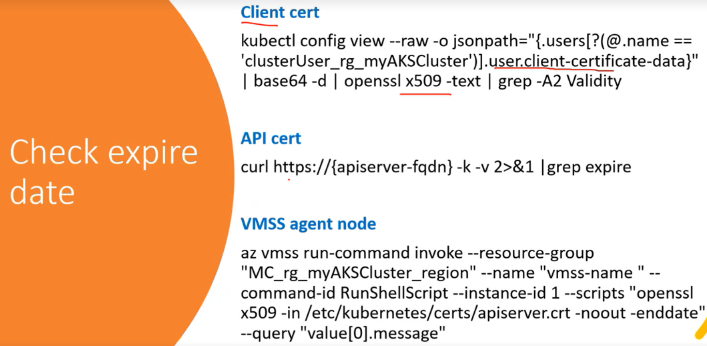 Check expire
date
Client cert
kubectl config view --raw -o jsonpath="{.users[?(@.name ==
'clusterUser_rg_myAKSCluster')].user.client-certificate-data}"
| base64 -d | openssl x509 -text | grep -A2 Validity
API cert
curl https://{apiserver-fqdn} -k -v 2>&1 |grep expire
VMSS agent node
az vmss run-command invoke --resource-group
"MC_rg_myAKSCluster_region" --name "vmss-name " --
command-id RunShellScript --instance-id 1 --scripts "openssl
x509 -in /etc/kubernetes/certs/apiserver.crt -noout -enddate"
--query "value[0].message"